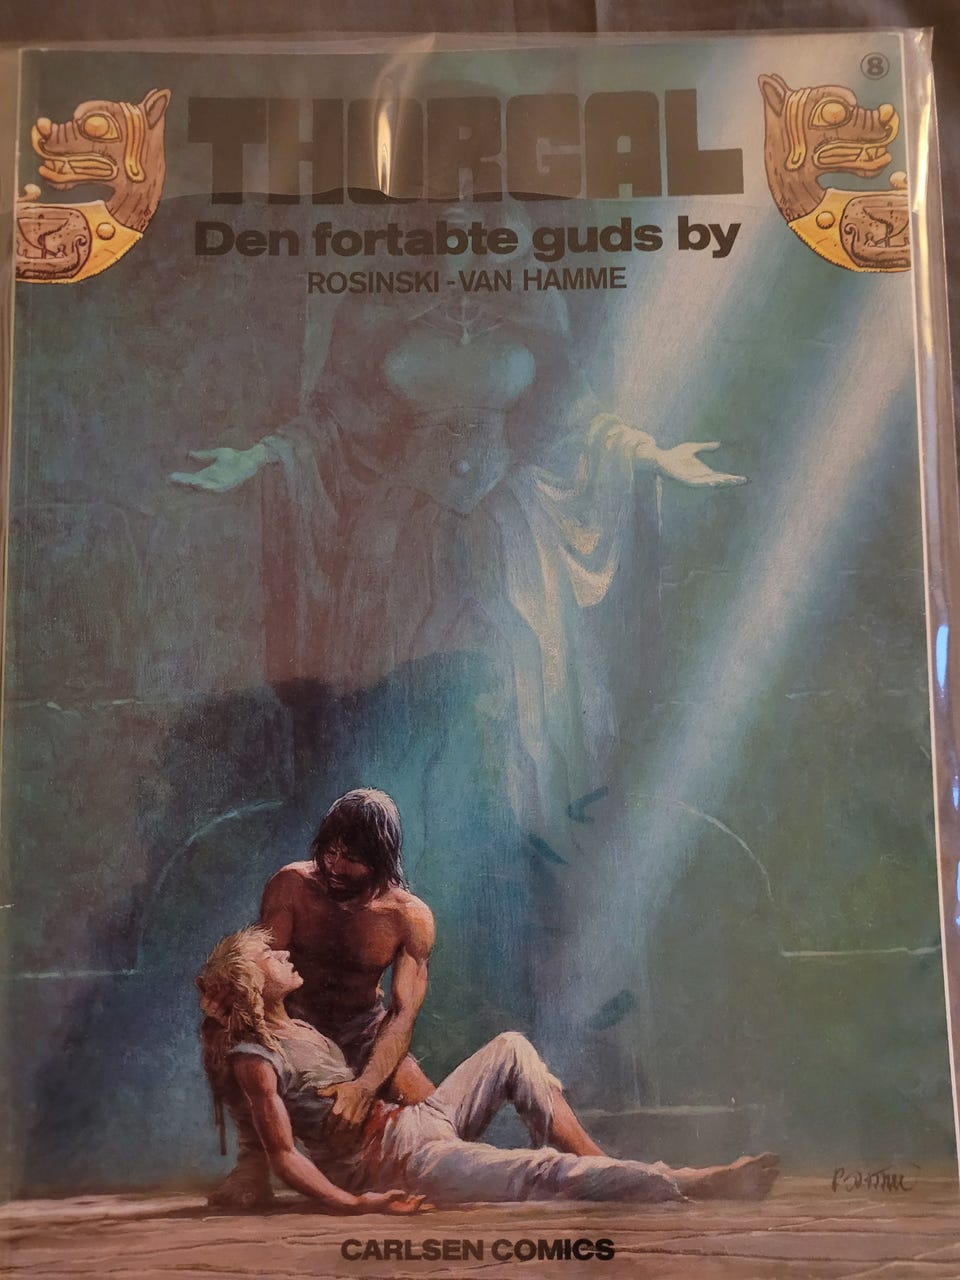 8
THORGAL
Den fortabte guds by
ROSINSKI - VAN HAMME
CARLSEN COMICS